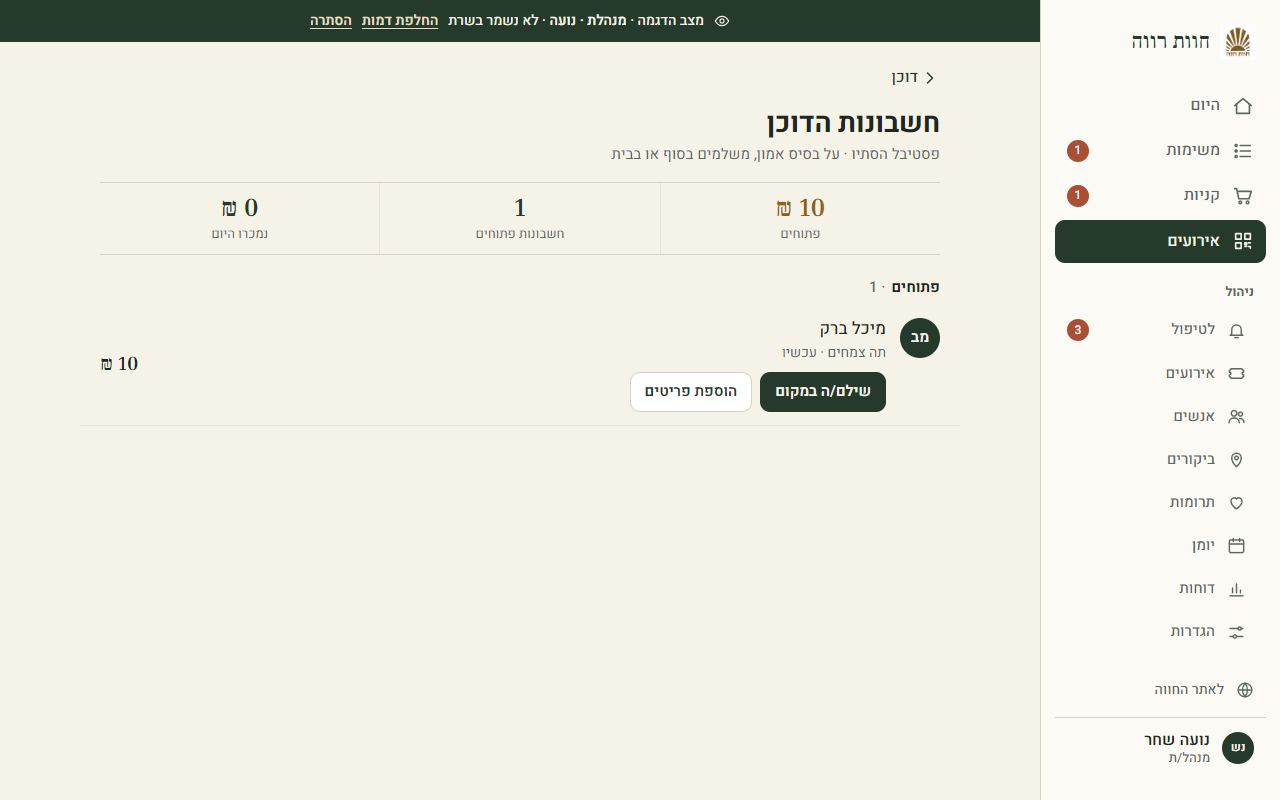 מצב הדגמה · מנהלת · נועה · לא נשמר בשרת החלפת דמות הסתרה
חוות רווה
היום
משימות 1
קניות 1
אירועים
ניהול
לטיפול 3
אירועים
אנשים
ביקורים
תרומות
יומן
דוחות
הגדרות
לאתר החווה
נש
נועה שחר
מנהל/ת
דוכן
חשבונות הדוכן
פסטיבל הסתיו · על בסיס אמון, משלמים בסוף או בבית
10 ₪
פתוחים
1
חשבונות פתוחים
0 ₪
נמכרו היום
פתוחים · 1
מב
מיכל ברק
תה צמחים · עכשיו
10 ₪
שילם/ה במקום
הוספת פריטים